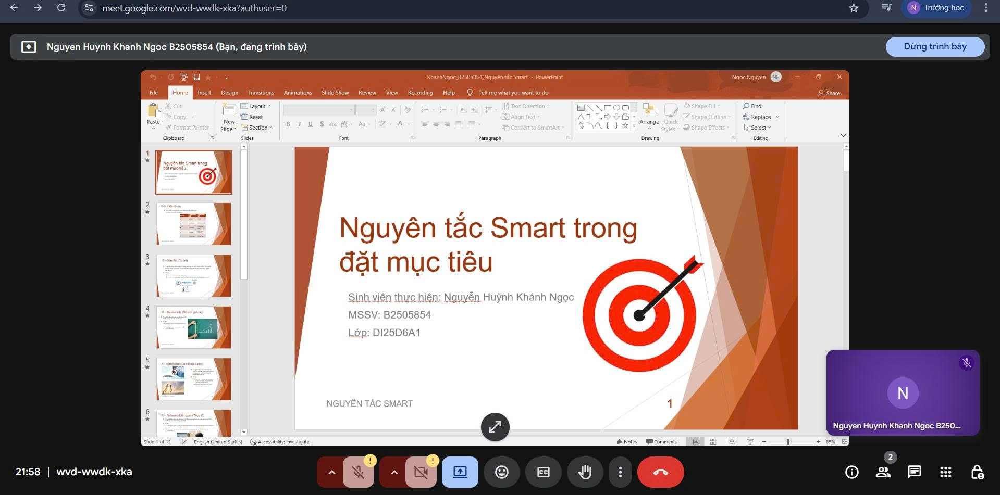 meet.google.com/wvd-wwdk-xka?authuser=0
N Trường học
Nguyen Huynh Khanh Ngoc B2505854 (Bạn, đang trình bày)
Dừng trình bày
KhanhNgoc_B2505854_Nguyên tắc Smart - PowerPoint
Ngoc Nguyen NN
File Home Insert Design Transitions Animations Slide Show Review View Recording Help Tell me what you want to do
Share
Paste
Cut
Copy
Format Painter
Clipboard
New Slide
Layout
Reset
Section
Slides
B I U S abc AV Aa A
Font
Text Direction
Align Text
Convert to SmartArt
Paragraph
Arrange
Quick Styles
Shape Fill
Shape Outline
Shape Effects
Drawing
Find
Replace
Select
Editing
1
Nguyên tắc Smart trong
đặt mục tiêu
2
Giới thiệu chung
3
S – Specific (Cụ thể)
4
M – Measurable (Đo lường được)
5
A – Achievable (Có thể đạt được)
6
R – Relevant (Liên quan / Thực tế)
Nguyên tắc Smart trong
đặt mục tiêu
Sinh viên thực hiện: Nguyễn Huỳnh Khánh Ngọc
MSSV: B2505854
Lớp: DI25D6A1
NGUYỄN TẮC SMART
1
N
Nguyen Huynh Khanh Ngoc B250...
Slide 1 of 12
English (United States)
Accessibility: Investigate
Notes
Comments
85%
21:58 | wvd-wwdk-xka
2